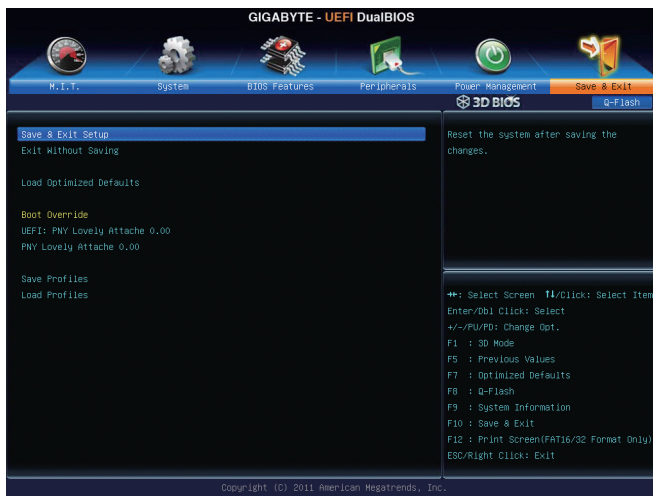 GIGABYTE - UEFI DualBIOS
M.I.T.
System
BIOS Features
Peripherals
Power Management
Save & Exit
3D BIOS
Q-Flash
Save & Exit Setup
Exit Without Saving
Load Optimized Defaults
Boot Override
UEFI: PNY Lovely Attache 0.00
PNY Lovely Attache 0.00
Save Profiles
Load Profiles
Reset the system after saving the
changes.
→←: Select Screen ↑↓/Click: Select Item
Enter/Dbl Click: Select
+/-/PU/PD: Change Opt.
F1 : 3D Mode
F5 : Previous Values
F7 : Optimized Defaults
F8 : Q-Flash
F9 : System Information
F10 : Save & Exit
F12 : Print Screen(FAT16/32 Format Only)
ESC/Right Click: Exit
Copyright (C) 2011 American Megatrends, Inc.